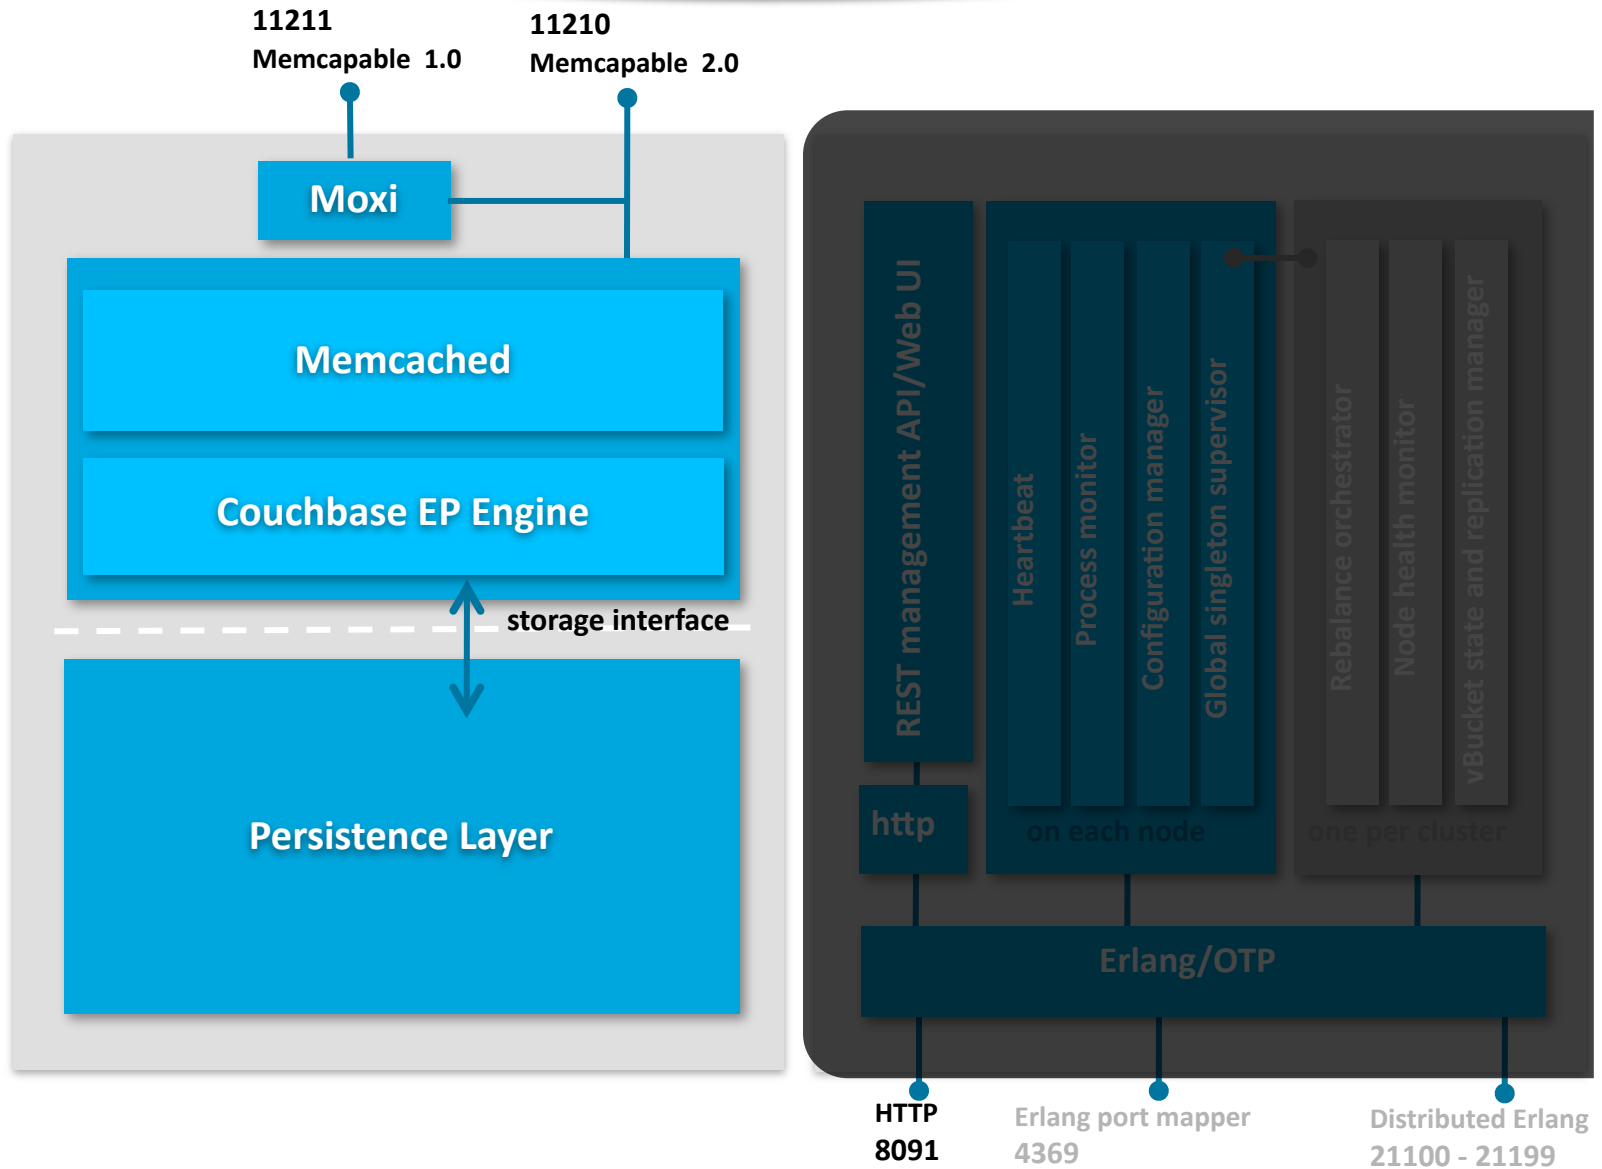 11211
Memcapable 1.0
11210
Memcapable 2.0
Moxi
Memcached
Couchbase EP Engine
storage interface
Persistence Layer
REST management API/Web UI
http
Heartbeat
Process monitor
Configuration manager
Global singleton supervisor
on each node
Rebalance orchestrator
Node health monitor
vBucket state and replication manager
one per cluster
Erlang/OTP
HTTP
8091
Erlang port mapper
4369
Distributed Erlang
21100 - 21199